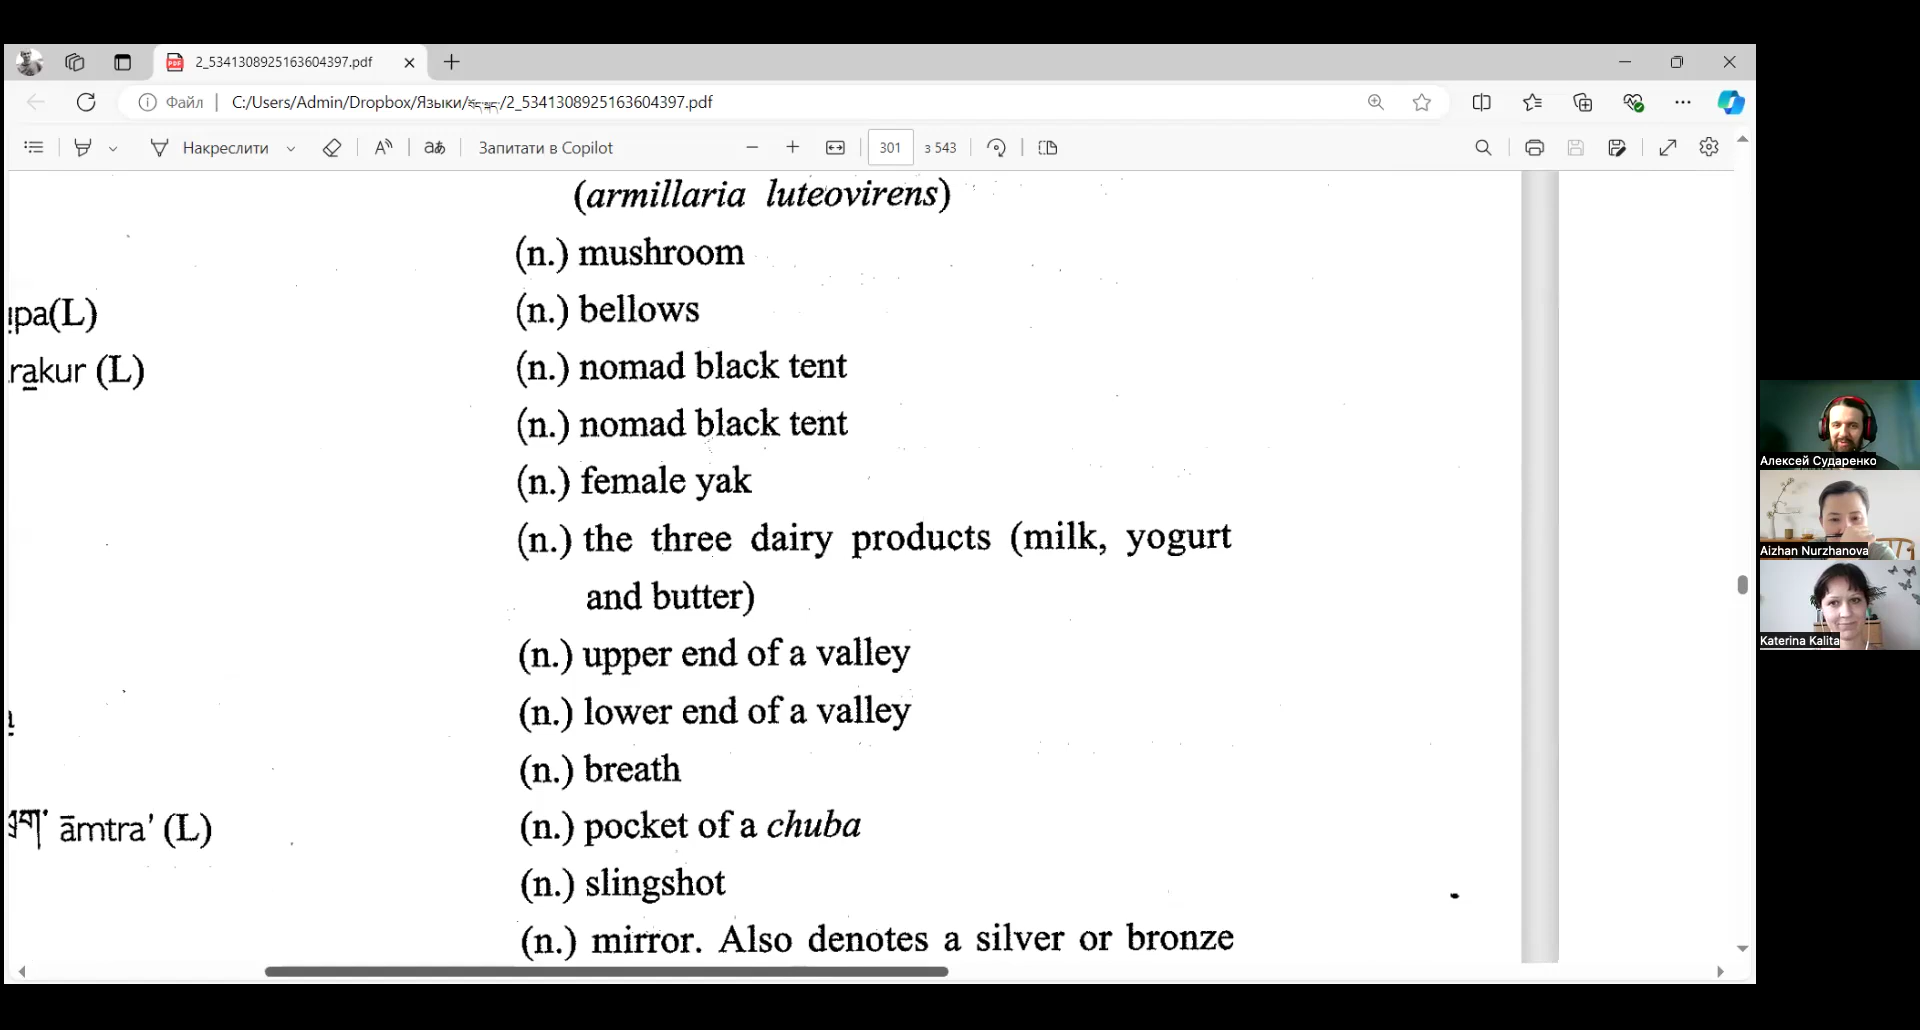 2_5341308925163604397.pdf
Файл
C:/Users/Admin/Dropbox/Языки/བོད་སྐད་/2_5341308925163604397.pdf
Накреслити
Запитати в Copilot
301 з 543
(armillaria luteovirens)
(n.) mushroom
(n.) bellows
(n.) nomad black tent
(n.) nomad black tent
(n.) female yak
(n.) the three dairy products (milk, yogurt
and butter)
(n.) upper end of a valley
(n.) lower end of a valley
(n.) breath
āmtra' (L) (n.) pocket of a chuba
(n.) slingshot
(n.) mirror. Also denotes a silver or bronze
Алексей Сударенко
Aizhan Nurzhanova
Katerina Kalita